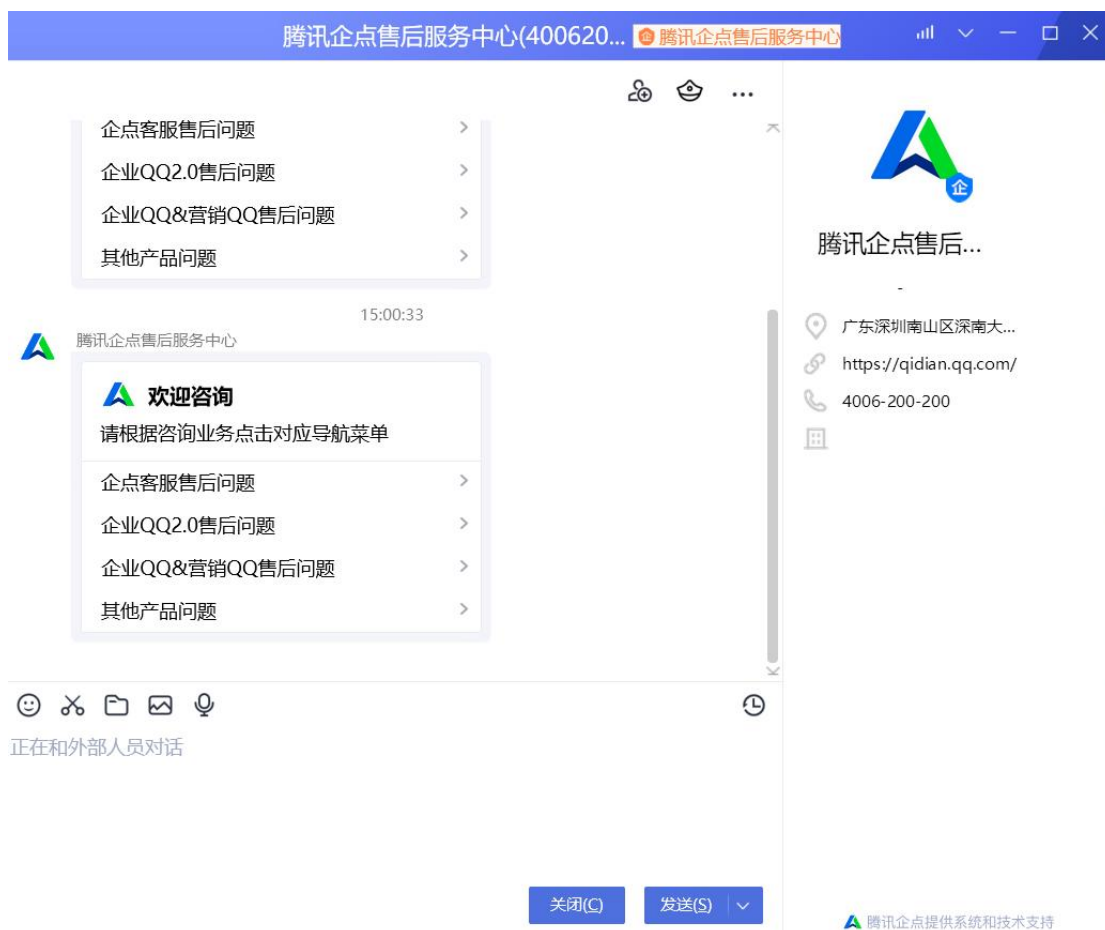 腾讯企点售后服务中心(400620... 企 腾讯企点售后服务中心
企点客服售后问题
企业QQ2.0售后问题
企业QQ&营销QQ售后问题
其他产品问题
15:00:33
腾讯企点售后服务中心
欢迎咨询
请根据咨询业务点击对应导航菜单
企点客服售后问题
企业QQ2.0售后问题
企业QQ&营销QQ售后问题
其他产品问题
正在和外部人员对话
关闭(C)
发送(S)
企
腾讯企点售后...
-
广东深圳南山区深南大...
https://qidian.qq.com/
4006-200-200
腾讯企点提供系统和技术支持